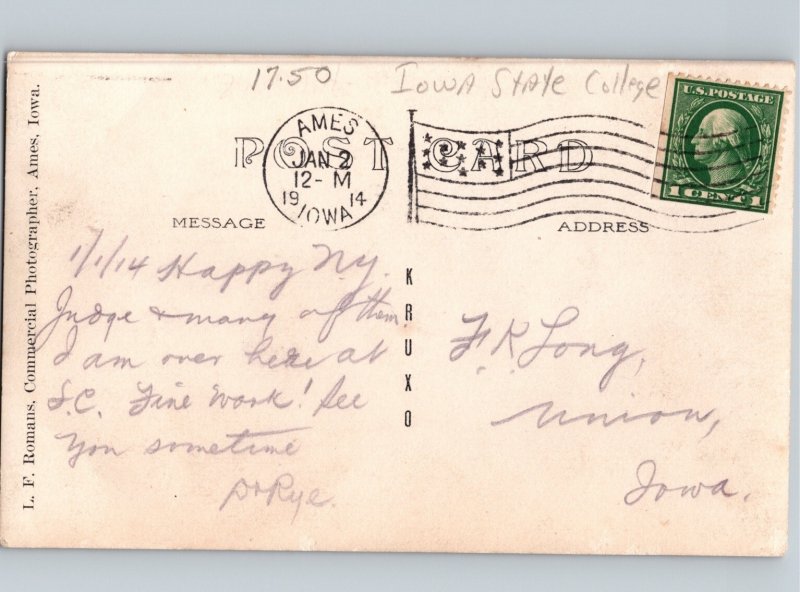 17.50 Iowa State College
U.S. POSTAGE
1 CENT 1
POST CARD
AMES
JAN 2
12- M
19 14
IOWA
MESSAGE
ADDRESS
1/1/14 Happy N.Y.
Judge & many of them.
I am over here at
S.C. Fine work! See
you sometime
Rye.
KRUXO
F. K. Long,
Union,
Iowa.
L. F. Romans, Commercial Photographer, Ames, Iowa.